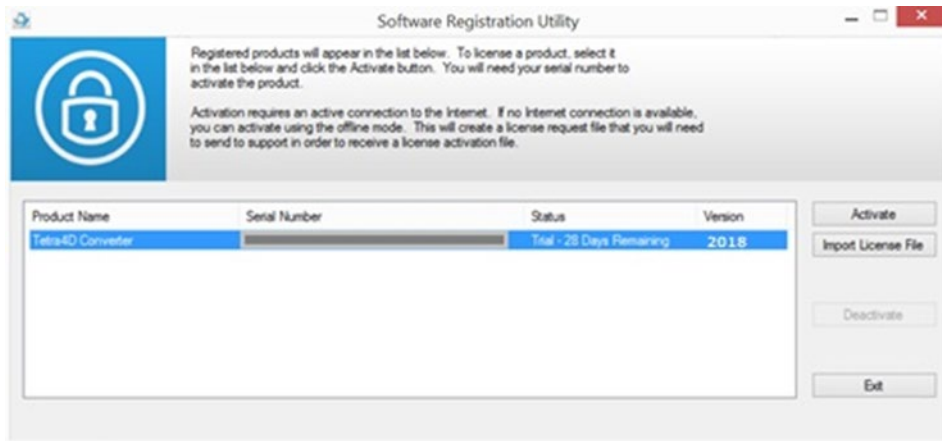 Software Registration Utility
Registered products will appear in the list below. To license a product, select it
in the list below and click the Activate button. You will need your serial number to
activate the product.
Activation requires an active connection to the Internet. If no Internet connection is available,
you can activate using the offline mode. This will create a license request file that you will need
to send to support in order to receive a license activation file.
Product Name Serial Number Status Version
Tetra4D Converter Trial - 28 Days Remaining 2018
Activate
Import License File
Deactivate
Exit